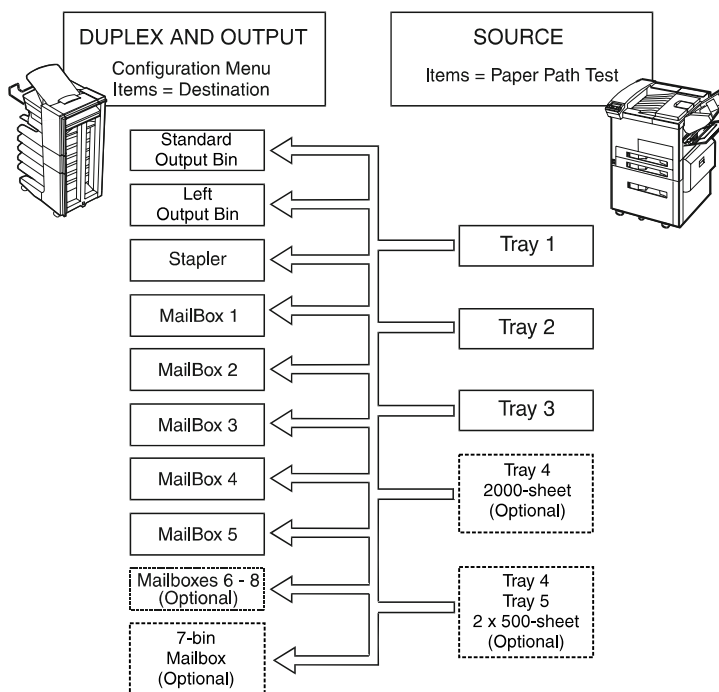 DUPLEX AND OUTPUT
Configuration Menu
Items = Destination
SOURCE
Items = Paper Path Test
Standard
Output Bin
Left
Output Bin
Stapler
MailBox 1
MailBox 2
MailBox 3
MailBox 4
MailBox 5
Mailboxes 6 - 8
(Optional)
7-bin
Mailbox
(Optional)
Tray 1
Tray 2
Tray 3
Tray 4
2000-sheet
(Optional)
Tray 4
Tray 5
2 x 500-sheet
(Optional)